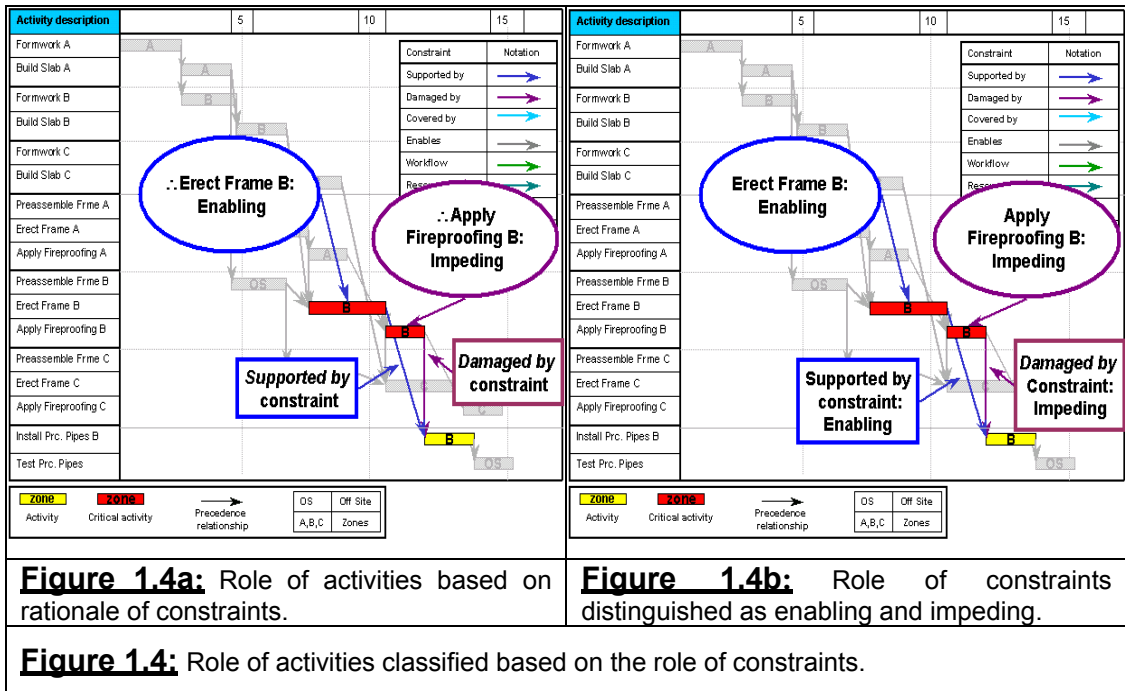 Activity description 5 10 15
Formwork A A
Build Slab A A
Formwork B B
Build Slab B B
Formwork C
Build Slab C
Preassemble Frme A
Erect Frame A
Apply Fireproofing A A
Preassemble Frme B OS
Erect Frame B B
Apply Fireproofing B B
Preassemble Frme C
Erect Frame C C
Apply Fireproofing C C
Install Prc. Pipes B B
Test Prc. Pipes OS
Constraint Notation
Supported by
Damaged by
Covered by
Enables
Workflow
∴Erect Frame B:
Enabling
∴Apply
Fireproofing B:
Impeding
Supported by
constraint
Damaged by
constraint
zone zone OS Off Site
Activity Critical activity Precedence
relationship A,B,C Zones
Activity description 5 10 15
Formwork A A
Build Slab A A
Formwork B B
Build Slab B B
Formwork C
Build Slab C
Preassemble Frme A
Erect Frame A
Apply Fireproofing A A
Preassemble Frme B OS
Erect Frame B B
Apply Fireproofing B B
Preassemble Frme C
Erect Frame C
Apply Fireproofing C
Install Prc. Pipes B B
Test Prc. Pipes OS
Constraint Notation
Supported by
Damaged by
Covered by
Enables
Workflow
Erect Frame B:
Enabling
Apply
Fireproofing B:
Impeding
Supported by
constraint:
Enabling
Damaged by
Constraint:
Impeding
zone zone OS Off Site
Activity Critical activity Precedence
relationship A,B,C Zones
Figure 1.4a: Role of activities based on
rationale of constraints.
Figure 1.4b: Role of constraints
distinguished as enabling and impeding.
Figure 1.4: Role of activities classified based on the role of constraints.